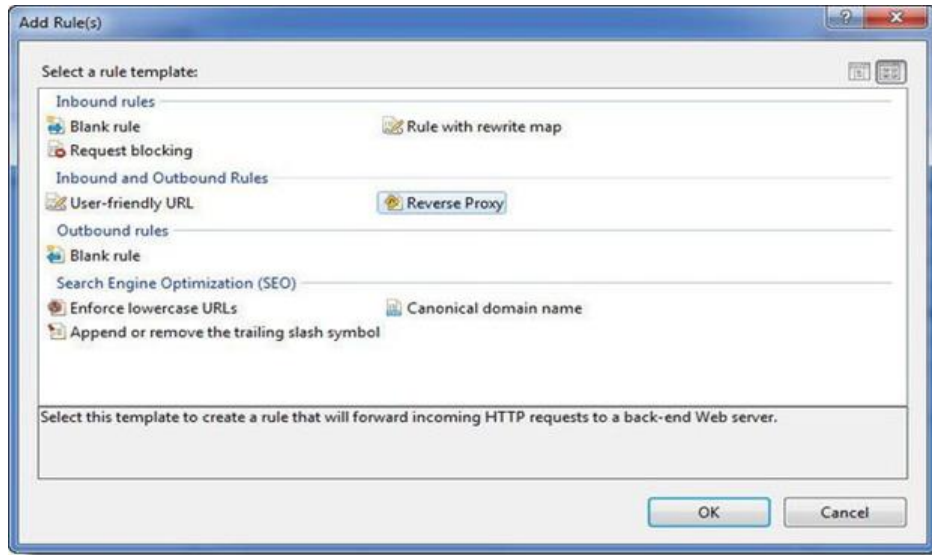 Add Rule(s)
Select a rule template:
Inbound rules
Blank rule
Rule with rewrite map
Request blocking
Inbound and Outbound Rules
User-friendly URL
Reverse Proxy
Outbound rules
Blank rule
Search Engine Optimization (SEO)
Enforce lowercase URLs
Canonical domain name
Append or remove the trailing slash symbol
Select this template to create a rule that will forward incoming HTTP requests to a back-end Web server.
OK
Cancel